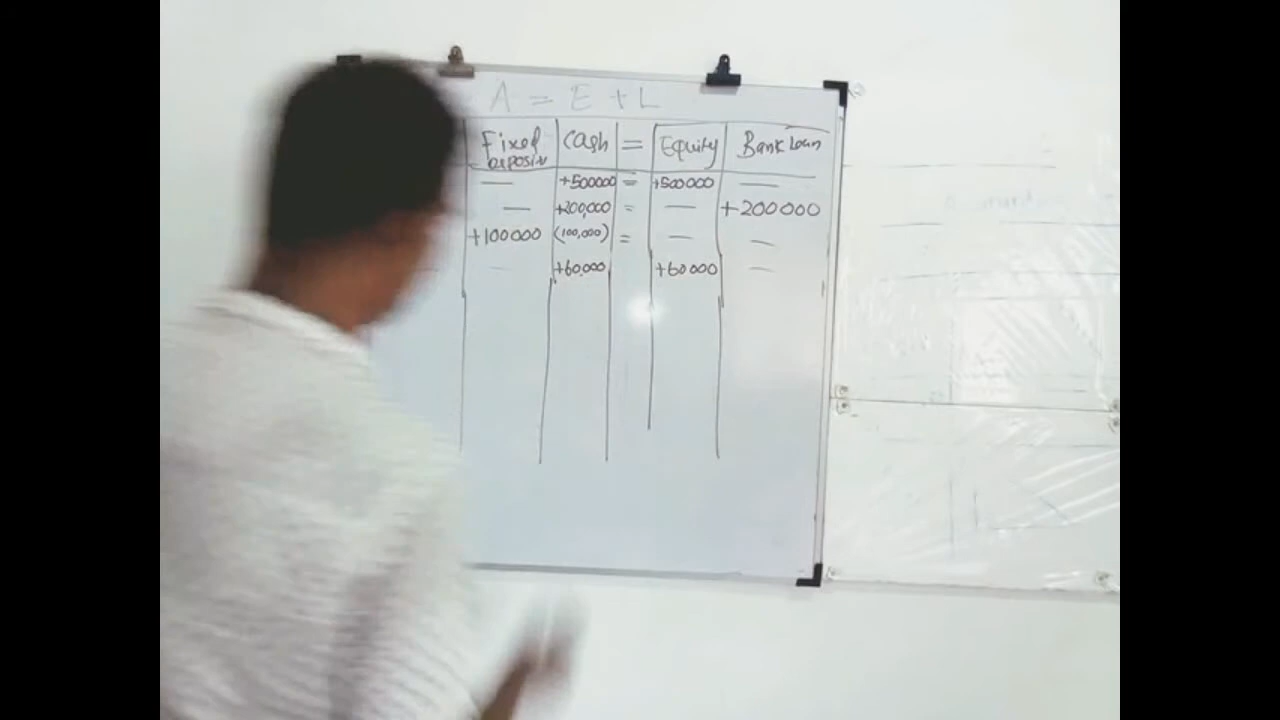 A = E + L
Fixed Deposit Cash = Equity Bank Loan
— +500000 = +500000 —
— +200,000 = — +200000
+100000 (100,000) = — —
— +60,000 +60000 —